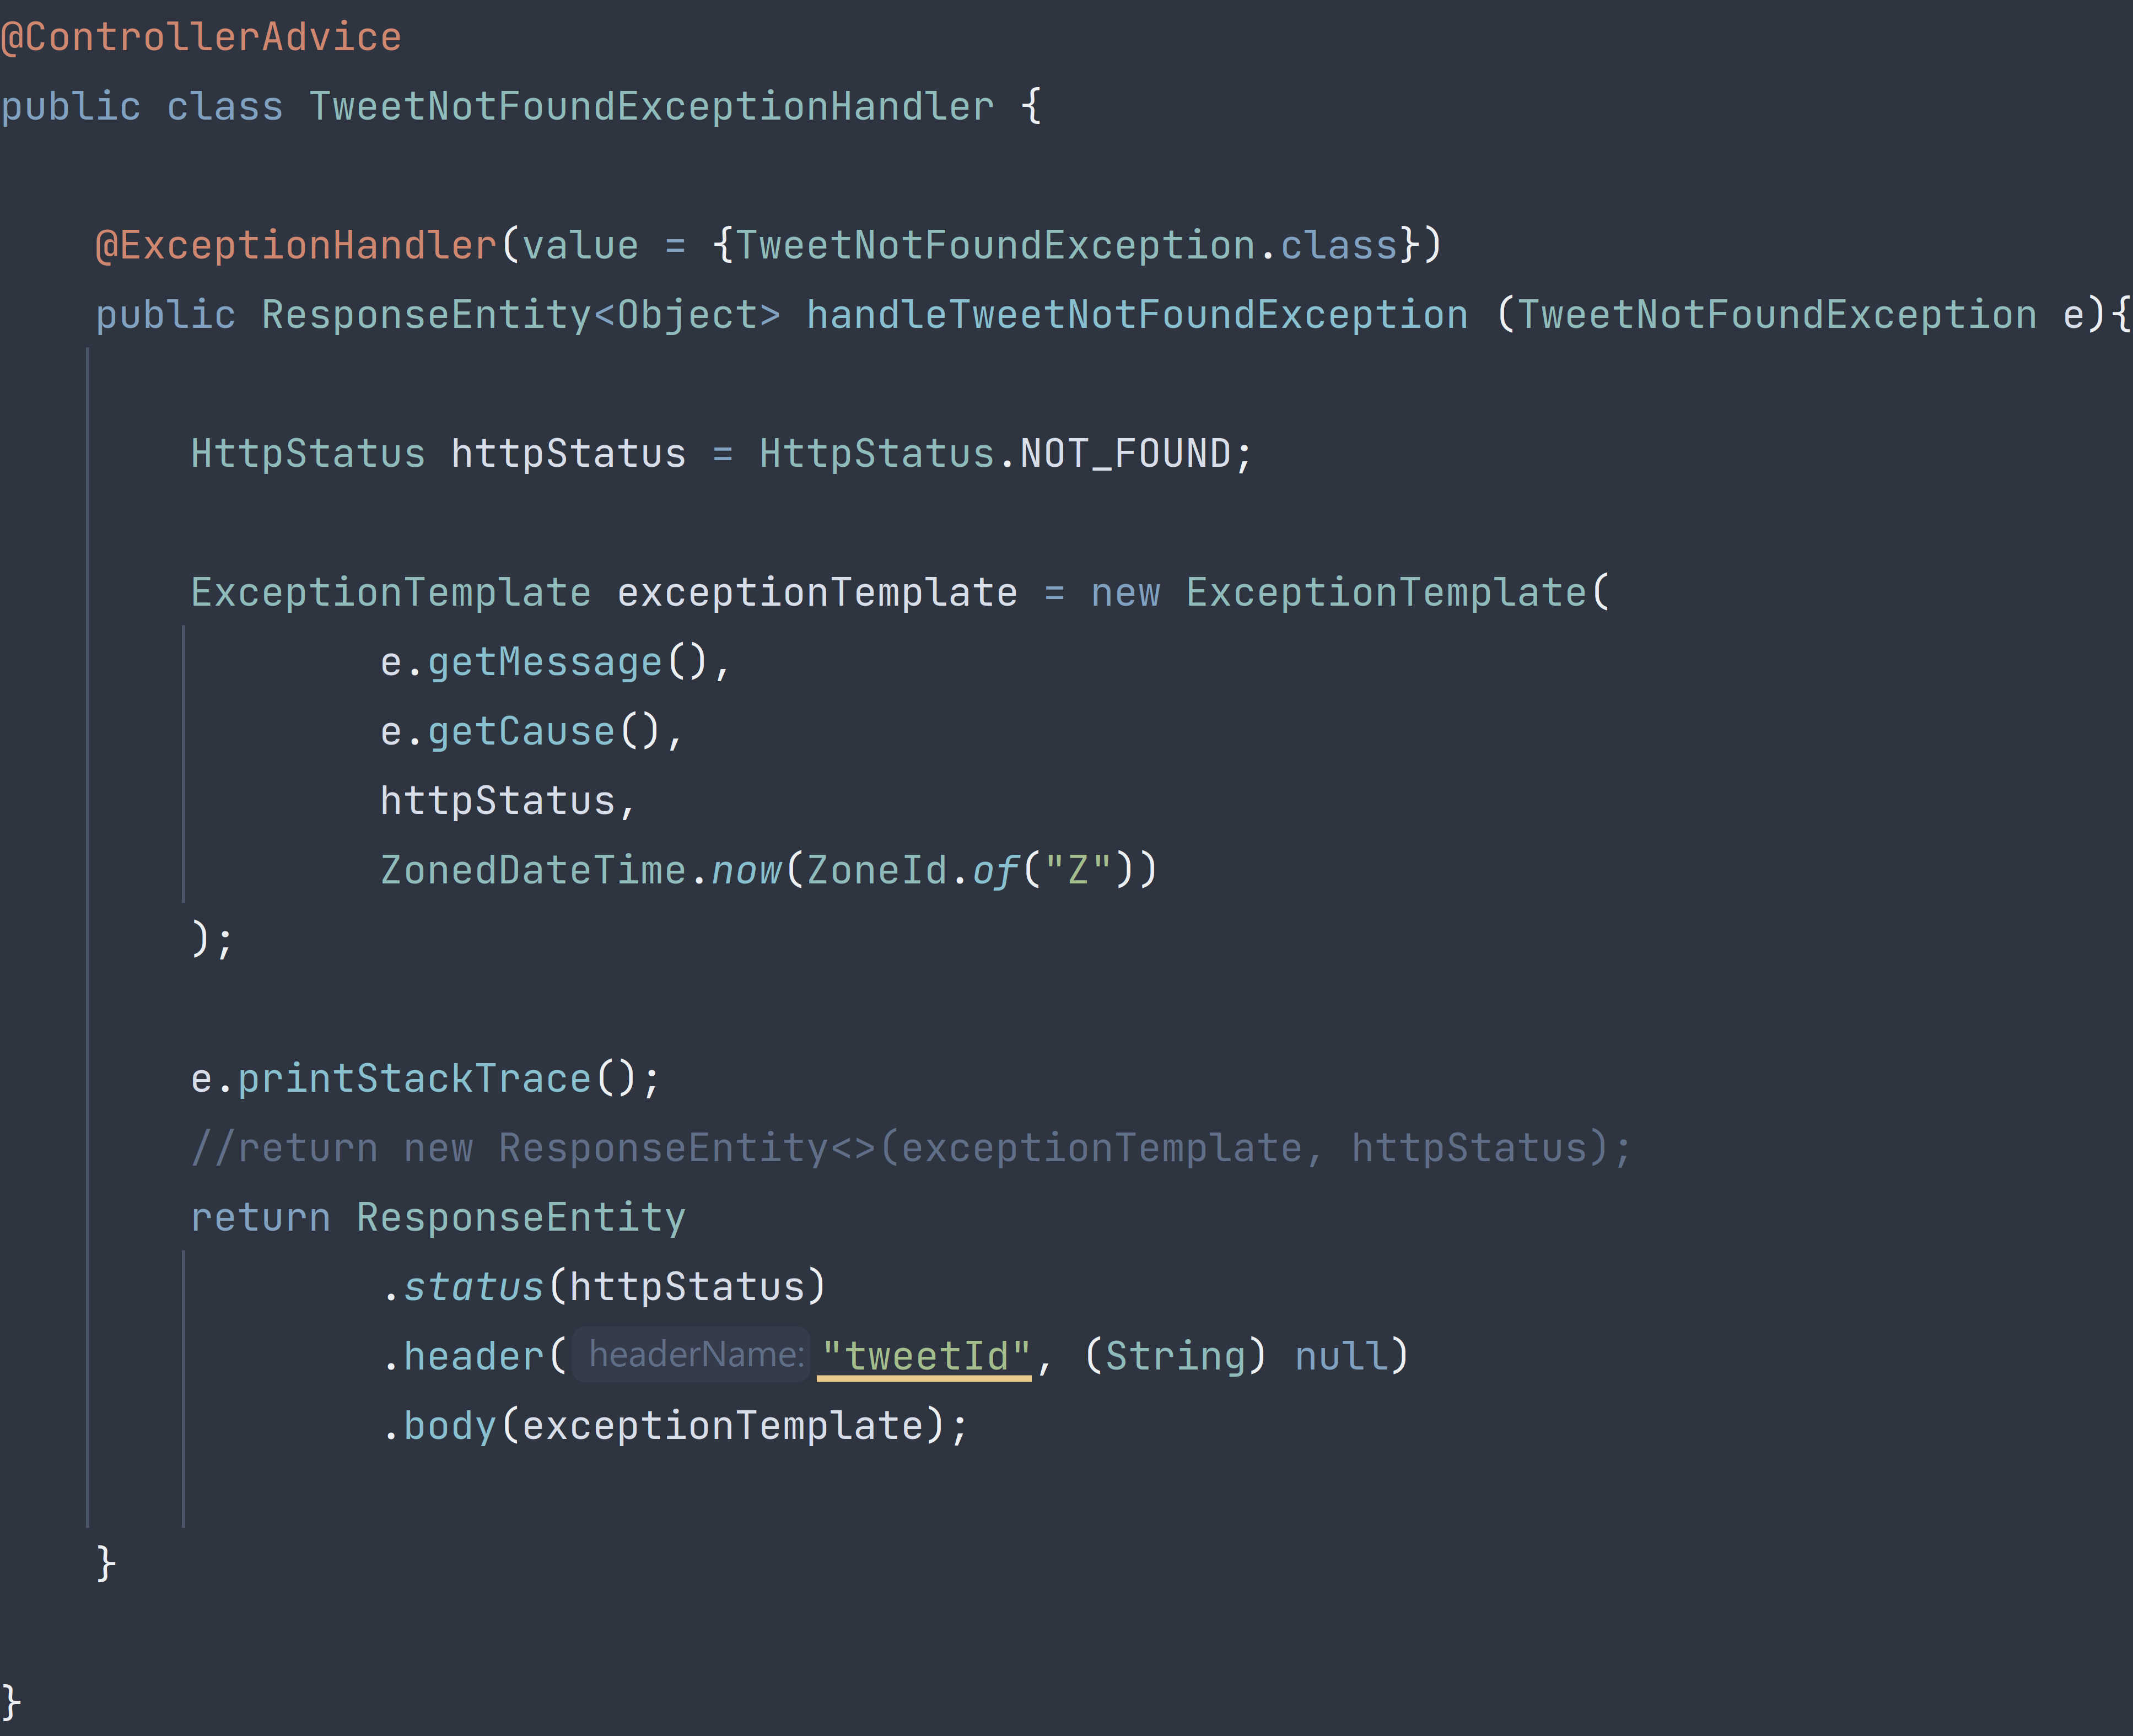 @ControllerAdvice
public class TweetNotFoundExceptionHandler {
@ExceptionHandler(value = {TweetNotFoundException.class})
public ResponseEntity<Object> handleTweetNotFoundException (TweetNotFoundException e){
HttpStatus httpStatus = HttpStatus.NOT_FOUND;
ExceptionTemplate exceptionTemplate = new ExceptionTemplate(
e.getMessage(),
e.getCause(),
httpStatus,
ZonedDateTime.now(ZoneId.of("Z"))
);
e.printStackTrace();
//return new ResponseEntity<>(exceptionTemplate, httpStatus);
return ResponseEntity
.status(httpStatus)
.header( headerName: "tweetId", (String) null)
.body(exceptionTemplate);
}
}